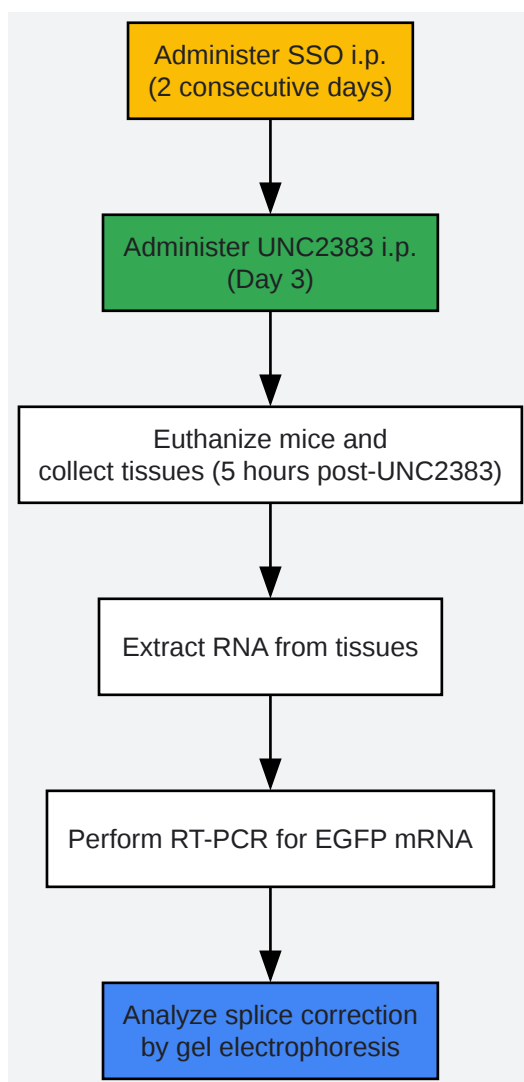 Administer SSO i.p.
(2 consecutive days)
Administer UNC2383 i.p.
(Day 3)
Euthanize mice and
collect tissues (5 hours post-UNC2383)
Extract RNA from tissues
Perform RT-PCR for EGFP mRNA
Analyze splice correction
by gel electrophoresis